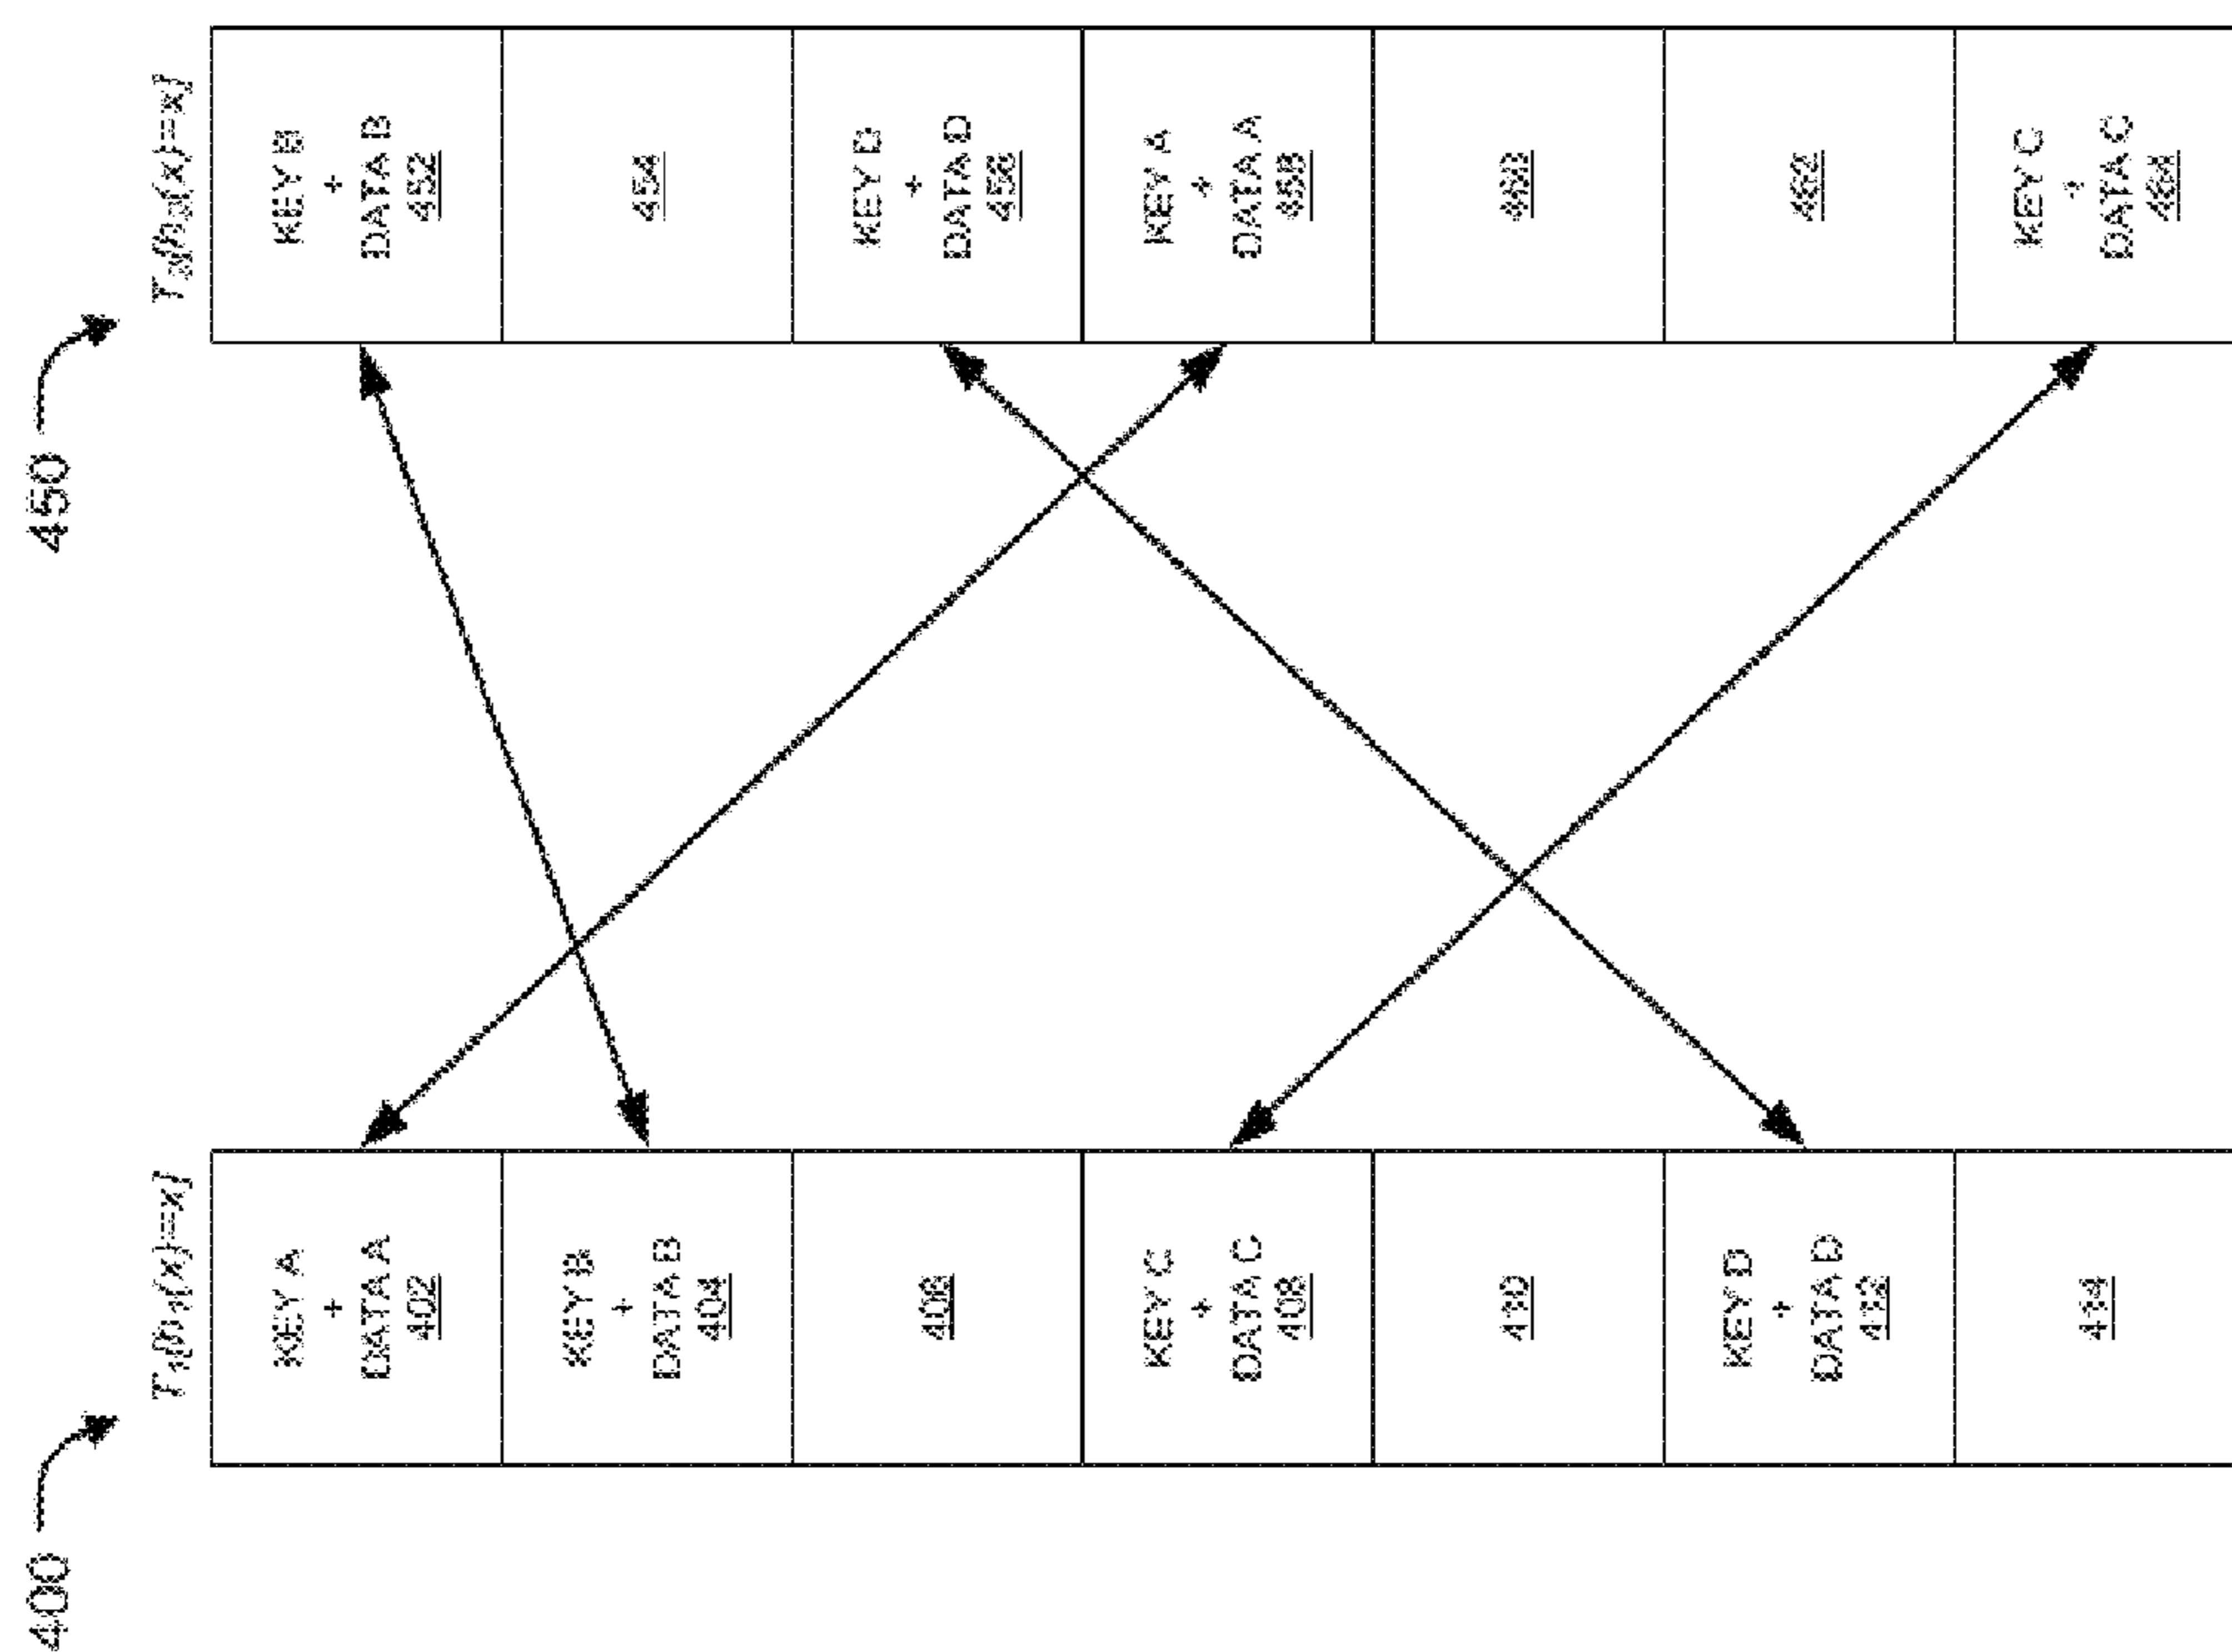 400
T₁[h₁(x)=x]
KEY A
+
DATA A
402
KEY B
+
DATA B
404
406
KEY C
+
DATA C
408
410
KEY D
+
DATA D
412
414
450
T₂[h₂(x)=x]
KEY B
+
DATA B
452
454
KEY D
+
DATA D
456
KEY A
+
DATA A
458
460
462
KEY C
+
DATA C
464